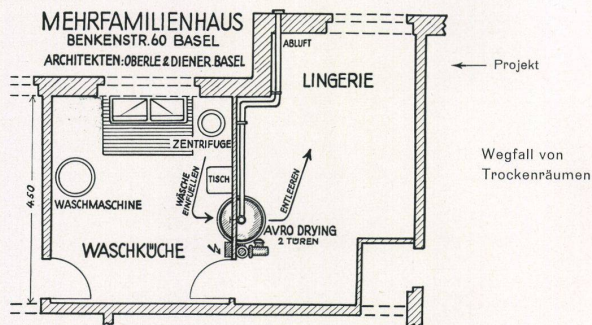 MEHRFAMILIENHAUS
BENKENSTR. 60 BASEL
ARCHITEKTEN: OBERLE & DIENER. BASEL
ABLUFT
LINGERIE
Projekt
Wegfall von
Trockenräumen
ZENTRIFUGE
TISCH
WÄSCHE
EINFUELLEN
ENTLEEREN
4.50
WASCHMASCHINE
AVRO DRYING
2 TÜREN
WASCHKÜCHE